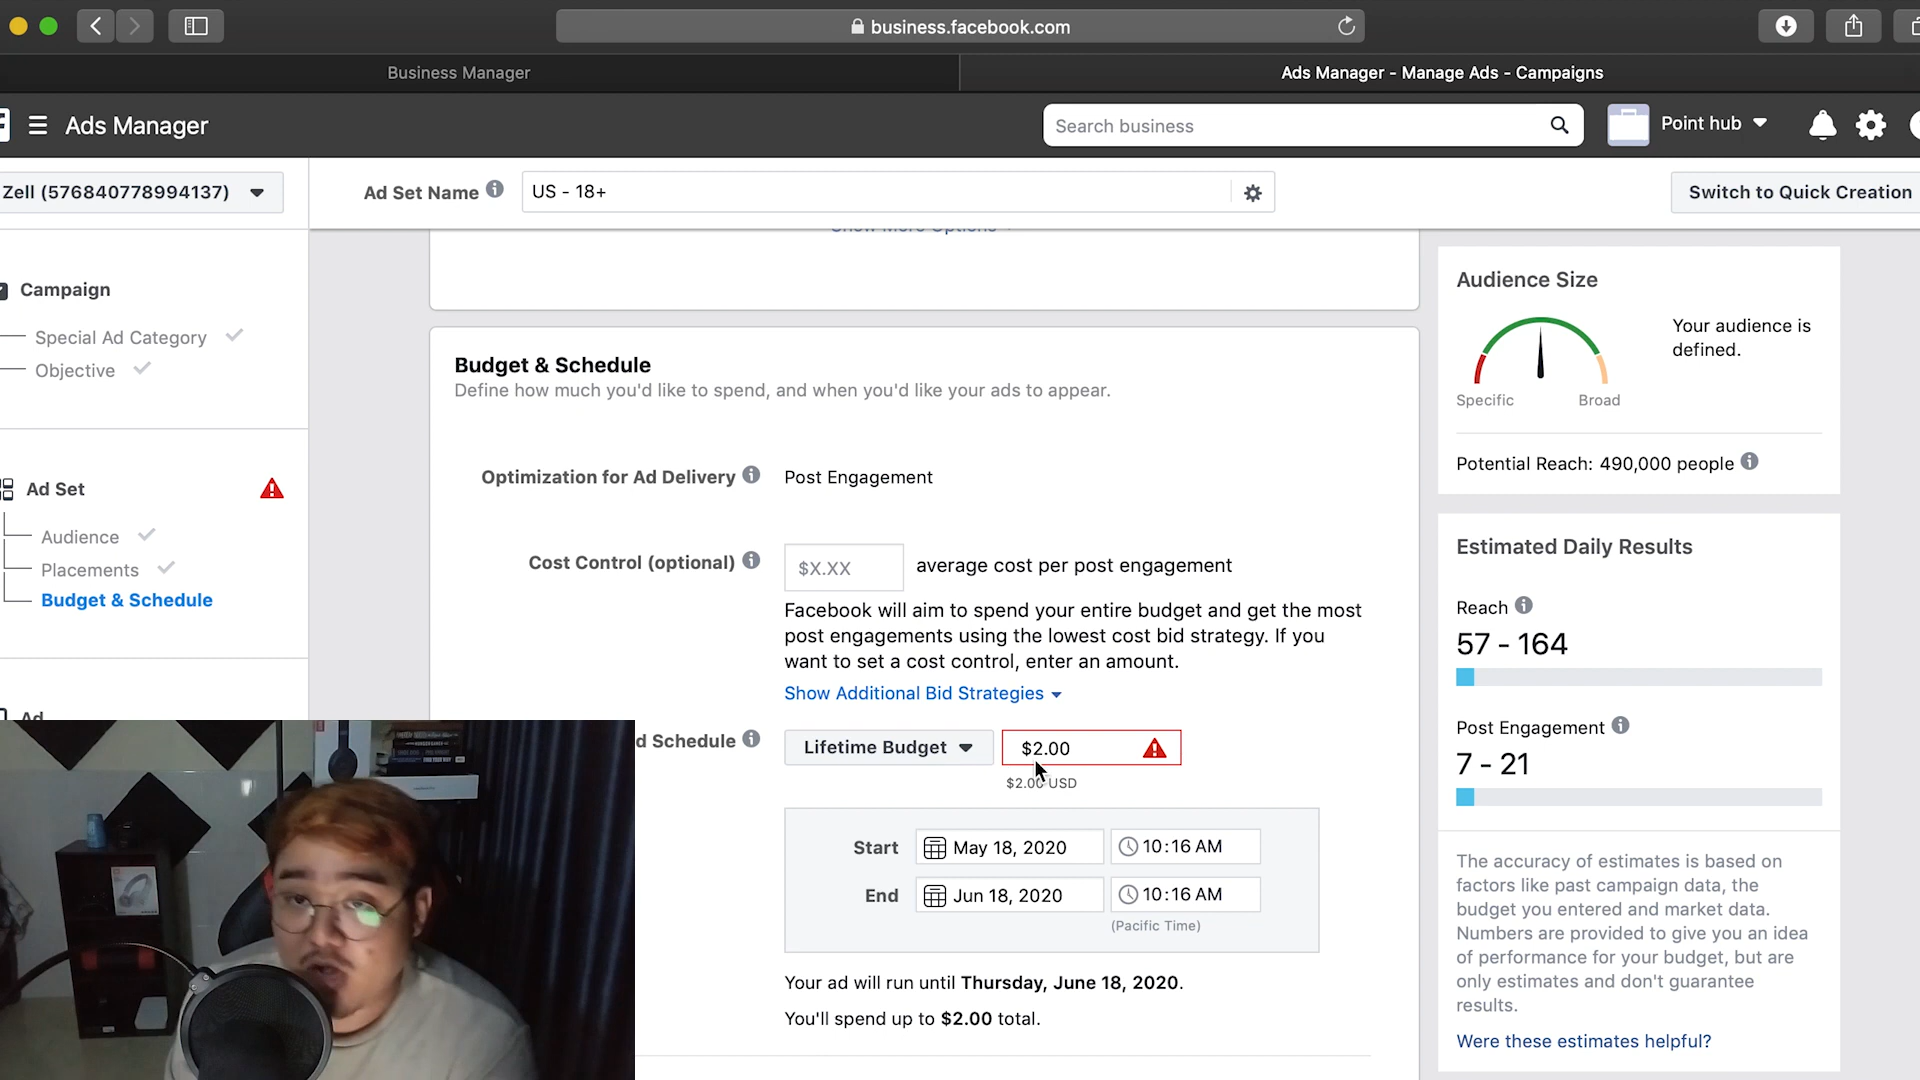 business.facebook.com
Business Manager
Ads Manager - Manage Ads - Campaigns
Ads Manager
Search business
Point hub
Zell (576840778994137)
Ad Set Name
US - 18+
Switch to Quick Creation
Show More Options
Campaign
Special Ad Category
Objective
Ad Set
Audience
Placements
Budget & Schedule
Ad
Budget & Schedule
Define how much you'd like to spend, and when you'd like your ads to appear.
Optimization for Ad Delivery
Post Engagement
Cost Control (optional)
$X.XX
average cost per post engagement
Facebook will aim to spend your entire budget and get the most
post engagements using the lowest cost bid strategy. If you
want to set a cost control, enter an amount.
Show Additional Bid Strategies
d Schedule
Lifetime Budget
$2.00
$2.00 USD
Start
May 18, 2020
10:16 AM
End
Jun 18, 2020
10:16 AM
(Pacific Time)
Your ad will run until Thursday, June 18, 2020.
You'll spend up to $2.00 total.
Audience Size
Your audience is
defined.
Specific
Broad
Potential Reach: 490,000 people
Estimated Daily Results
Reach
57 - 164
Post Engagement
7 - 21
The accuracy of estimates is based on
factors like past campaign data, the
budget you entered and market data.
Numbers are provided to give you an idea
of performance for your budget, but are
only estimates and don't guarantee
results.
Were these estimates helpful?